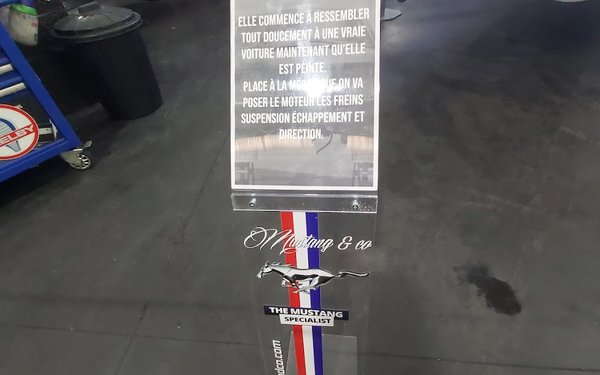 ELLE COMMENCE À RESSEMBLER
TOUT DOUCEMENT À UNE VRAIE
VOITURE MAINTENANT QU'ELLE
EST PEINTE.
PLACE À LA MÉCANIQUE ON VA
POSER LE MOTEUR LES FREINS
SUSPENSION ÉCHAPPEMENT ET
DIRECTION.
Mustang & co
THE MUSTANG
SPECIALIST
SHELBY